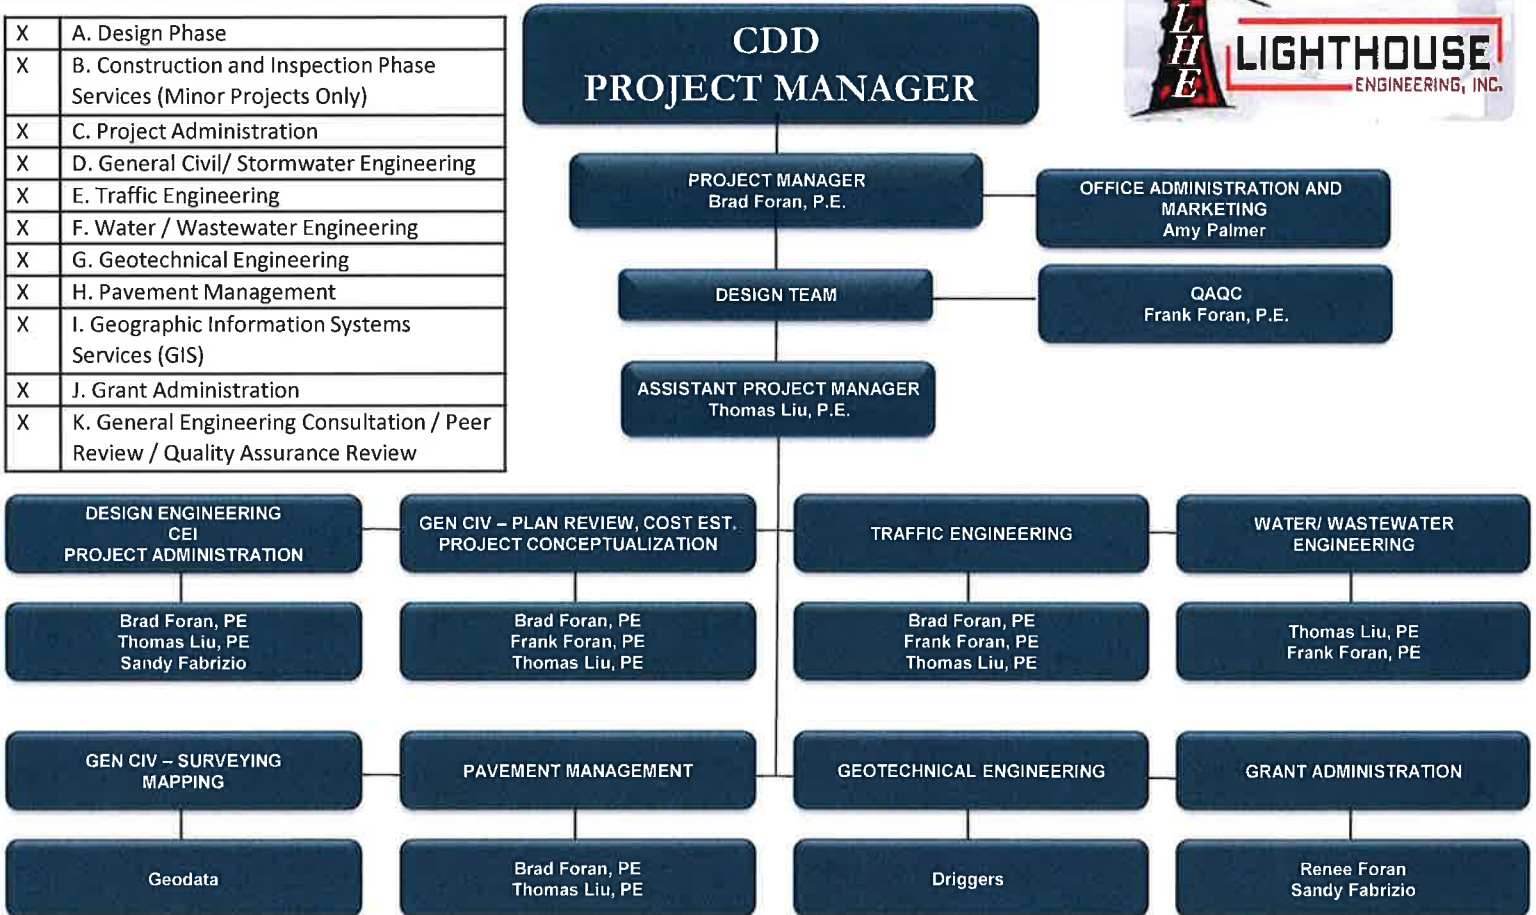 X A. Design Phase
X B. Construction and Inspection Phase
Services (Minor Projects Only)
X C. Project Administration
X D. General Civil/ Stormwater Engineering
X E. Traffic Engineering
X F. Water / Wastewater Engineering
X G. Geotechnical Engineering
X H. Pavement Management
X I. Geographic Information Systems
Services (GIS)
X J. Grant Administration
X K. General Engineering Consultation / Peer
Review / Quality Assurance Review
CDD
PROJECT MANAGER
LHE
LIGHTHOUSE
ENGINEERING, INC.
PROJECT MANAGER
Brad Foran, P.E.
OFFICE ADMINISTRATION AND
MARKETING
Amy Palmer
DESIGN TEAM
QAQC
Frank Foran, P.E.
ASSISTANT PROJECT MANAGER
Thomas Liu, P.E.
DESIGN ENGINEERING
CEI
PROJECT ADMINISTRATION
GEN CIV – PLAN REVIEW, COST EST.
PROJECT CONCEPTUALIZATION
TRAFFIC ENGINEERING
WATER/ WASTEWATER
ENGINEERING
Brad Foran, PE
Thomas Liu, PE
Sandy Fabrizio
Brad Foran, PE
Frank Foran, PE
Thomas Liu, PE
Brad Foran, PE
Frank Foran, PE
Thomas Liu, PE
Thomas Liu, PE
Frank Foran, PE
GEN CIV – SURVEYING
MAPPING
PAVEMENT MANAGEMENT
GEOTECHNICAL ENGINEERING
GRANT ADMINISTRATION
Geodata
Brad Foran, PE
Thomas Liu, PE
Driggers
Renee Foran
Sandy Fabrizio